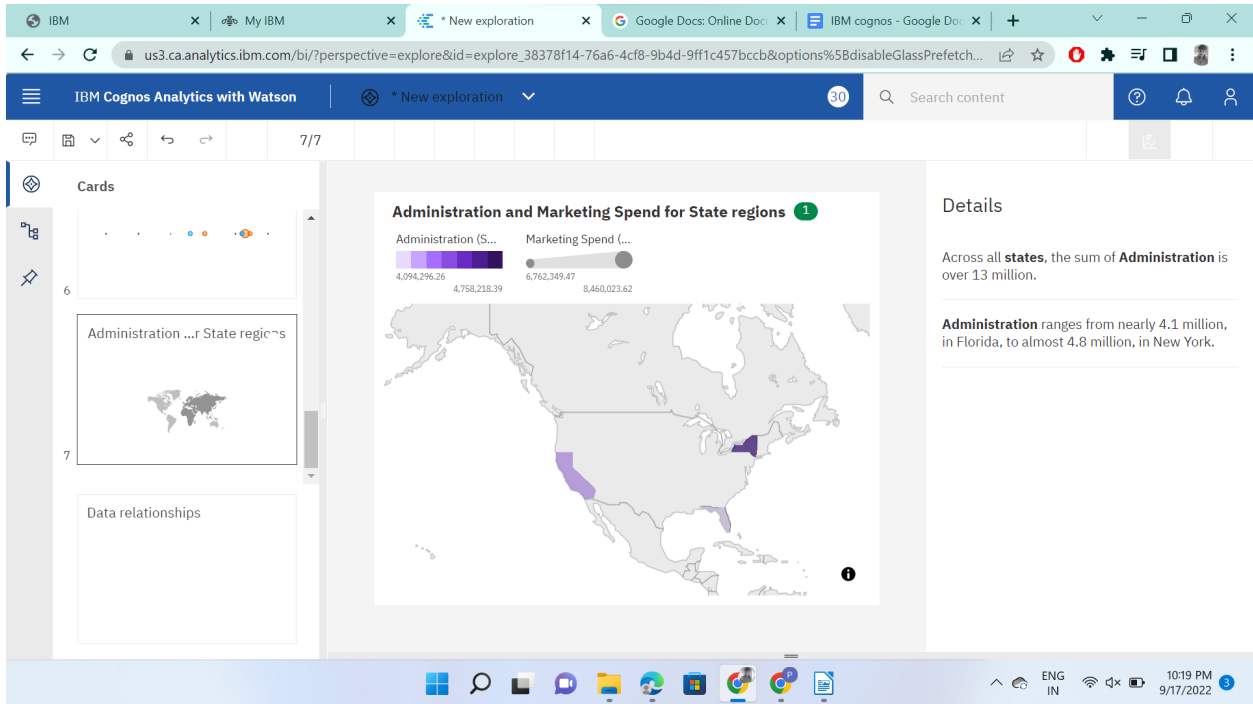 IBM
My IBM
* New exploration
Google Docs: Online Doc
IBM cognos - Google Doc
us3.ca.analytics.ibm.com/bi/?perspective=explore&id=explore_38378f14-76a6-4cf8-9b4d-9ff1c457bccb&options%5BdisableGlassPrefetch...
IBM Cognos Analytics with Watson
* New exploration
30
Search content
7/7
Cards
6
Administration ...r State regions
7
Data relationships
Administration and Marketing Spend for State regions 1
Administration (S... Marketing Spend (...
4,094,296.26 6,762,349.47
4,758,218.39 8,460,023.62
Details
Across all states, the sum of Administration is
over 13 million.
Administration ranges from nearly 4.1 million,
in Florida, to almost 4.8 million, in New York.
P
ENG
IN
10:19 PM
9/17/2022
3